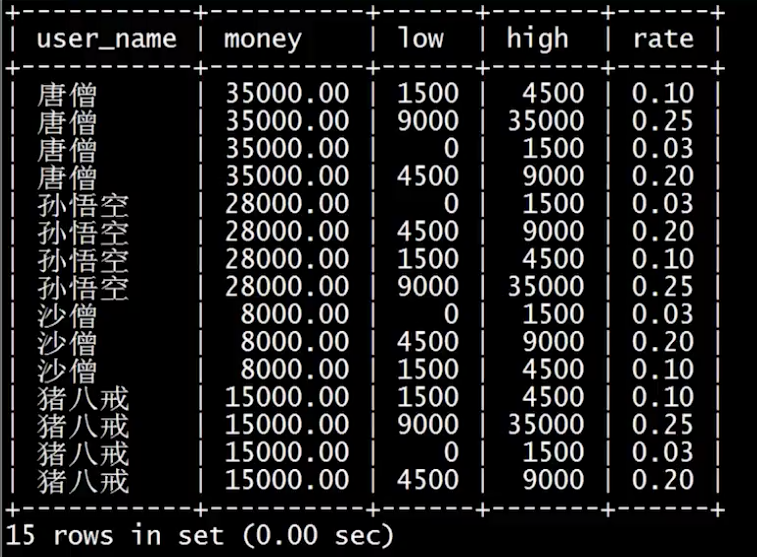 +-----------+----------+------+-------+------+
| user_name | money    | low  | high  | rate |
+-----------+----------+------+-------+------+
| 唐僧      | 35000.00 | 1500 |  4500 | 0.10 |
| 唐僧      | 35000.00 | 9000 | 35000 | 0.25 |
| 唐僧      | 35000.00 |    0 |  1500 | 0.03 |
| 唐僧      | 35000.00 | 4500 |  9000 | 0.20 |
| 孙悟空    | 28000.00 |    0 |  1500 | 0.03 |
| 孙悟空    | 28000.00 | 4500 |  9000 | 0.20 |
| 孙悟空    | 28000.00 | 1500 |  4500 | 0.10 |
| 孙悟空    | 28000.00 | 9000 | 35000 | 0.25 |
| 沙僧      |  8000.00 |    0 |  1500 | 0.03 |
| 沙僧      |  8000.00 | 4500 |  9000 | 0.20 |
| 沙僧      |  8000.00 | 1500 |  4500 | 0.10 |
| 猪八戒    | 15000.00 | 1500 |  4500 | 0.10 |
| 猪八戒    | 15000.00 | 9000 | 35000 | 0.25 |
| 猪八戒    | 15000.00 |    0 |  1500 | 0.03 |
| 猪八戒    | 15000.00 | 4500 |  9000 | 0.20 |
+-----------+----------+------+-------+------+
15 rows in set (0.00 sec)